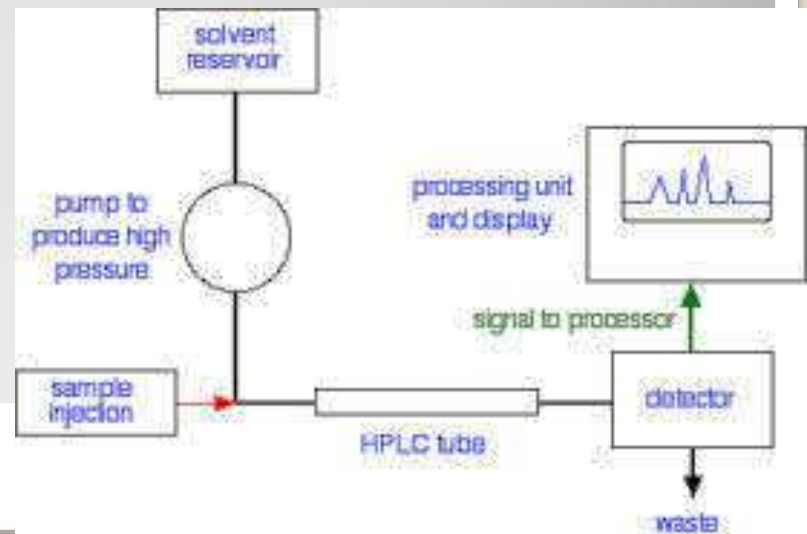 solvent
reservoir
pump to
produce high
pressure
processing unit
and display
signal to processor
sample
injection
HPLC tube
detector
waste